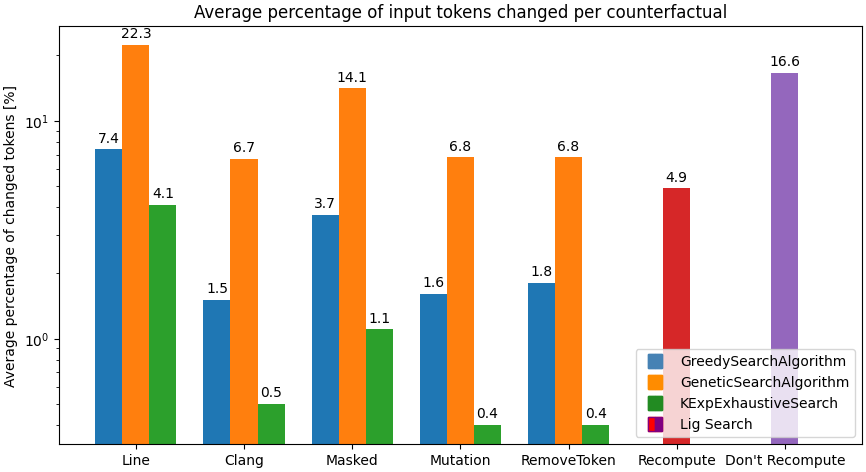 Average percentage of input tokens changed per counterfactual
Average percentage of changed tokens [%]
10¹
10⁰
7.4
22.3
4.1
1.5
6.7
0.5
3.7
14.1
1.1
1.6
6.8
0.4
1.8
6.8
0.4
4.9
16.6
GreedySearchAlgorithm
GeneticSearchAlgorithm
KExpExhaustiveSearch
Lig Search
Line
Clang
Masked
Mutation
RemoveToken
Recompute
Don't Recompute